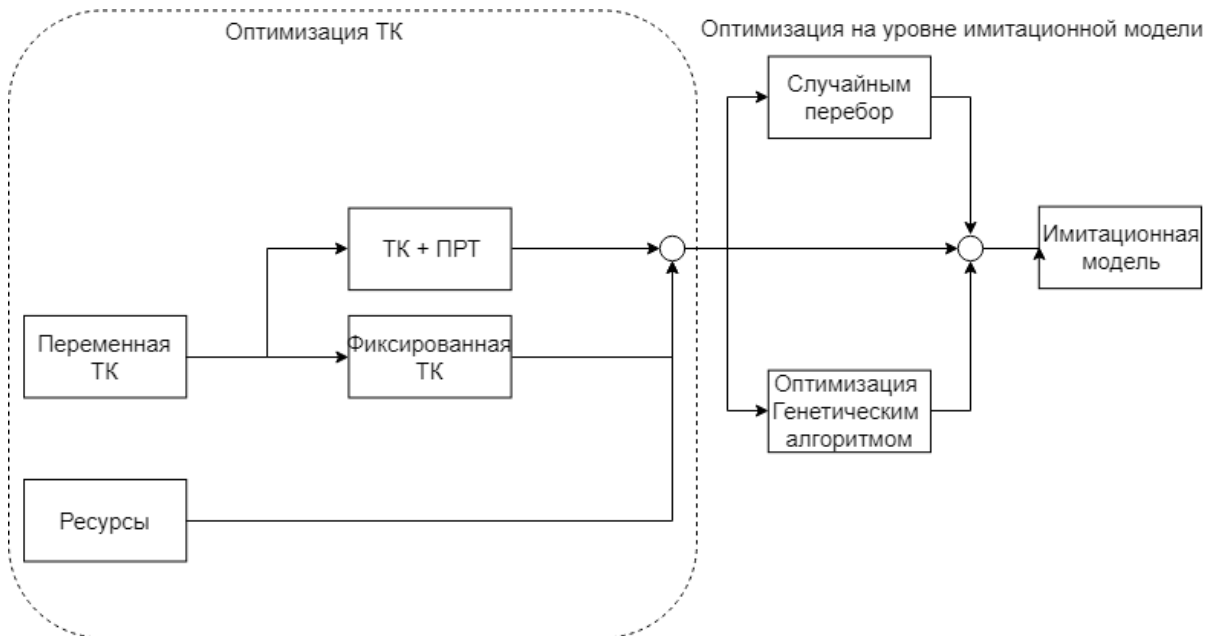 Оптимизация ТК
Оптимизация на уровне имитационной модели
Случайным
перебор
ТК + ПРТ
Имитационная
модель
Переменная
ТК
Фиксированная
ТК
Оптимизация
Генетическим
алгоритмом
Ресурсы